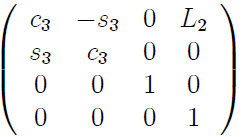 c₃ -s₃ 0 L₂
s₃ c₃ 0 0
0 0 1 0
0 0 0 1